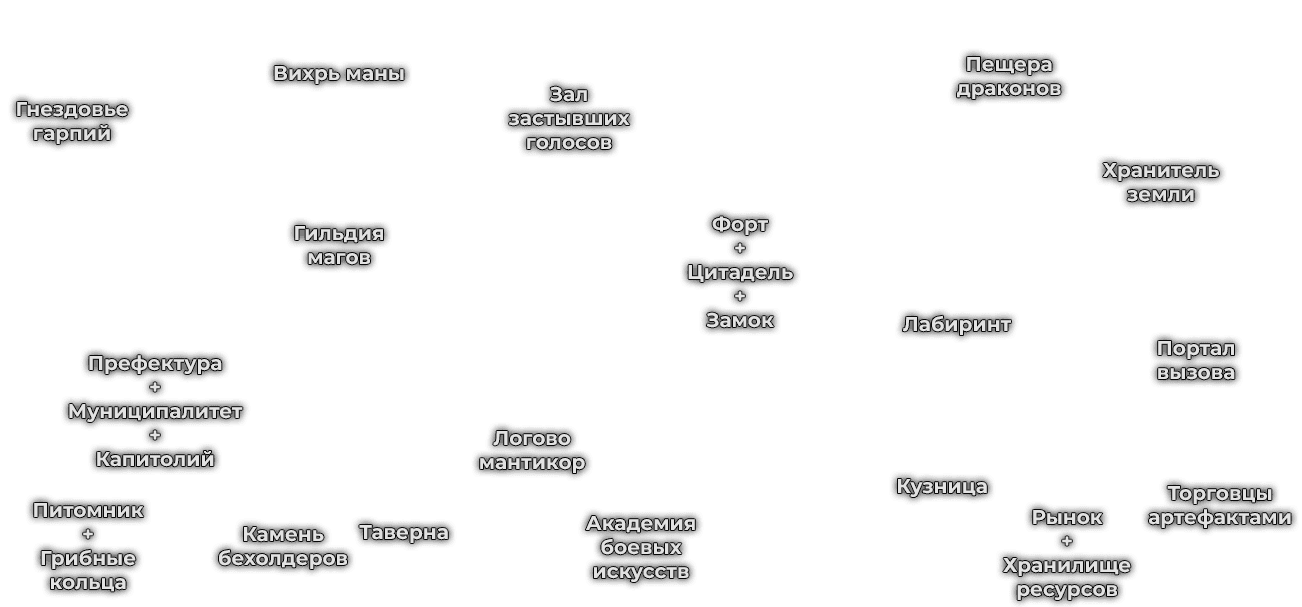 Вихрь маны
Гнездовье
гарпий
Зал
застывших
голосов
Пещера
драконов
Хранитель
земли
Гильдия
магов
Форт
+
Цитадель
+
Замок
Лабиринт
Портал
вызова
Префектура
+
Муниципалитет
+
Капитолий
Логово
мантикор
Питомник
+
Грибные
кольца
Камень
бехолдеров
Таверна
Академия
боевых
искусств
Кузница
Рынок
+
Хранилище
ресурсов
Торговцы
артефактами